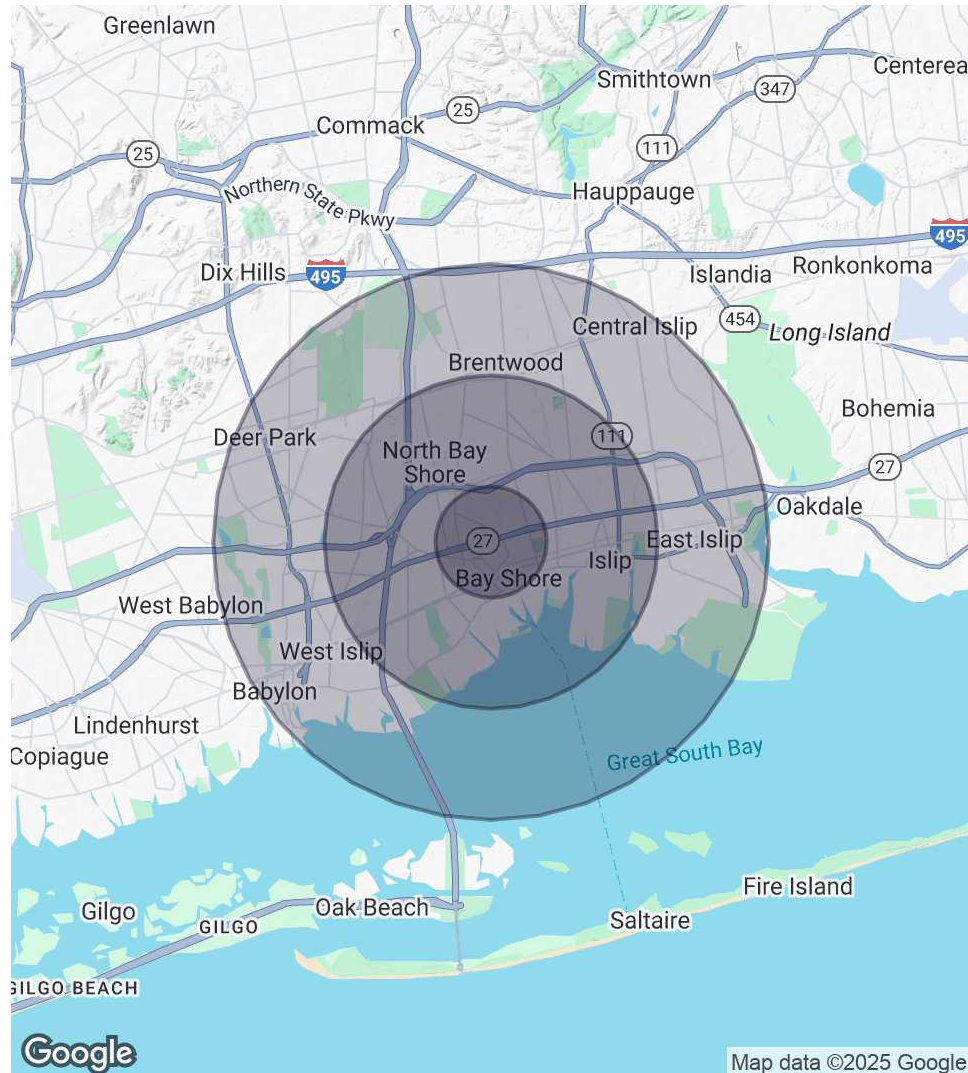 Greenlawn
Smithtown
Centerea
347
25
Commack
111
25
Northern State Pkwy
Hauppauge
495
Dix Hills
495
Islandia
Ronkonkoma
Central Islip
454
Long Island
Brentwood
Bohemia
Deer Park
111
North Bay
Shore
27
Oakdale
27
East Islip
Islip
Bay Shore
West Babylon
West Islip
Babylon
Lindenhurst
Copiague
Great South Bay
Fire Island
Oak Beach
Gilgo
Saltaire
GILGO
GILGO BEACH
Google
Map data ©2025 Google